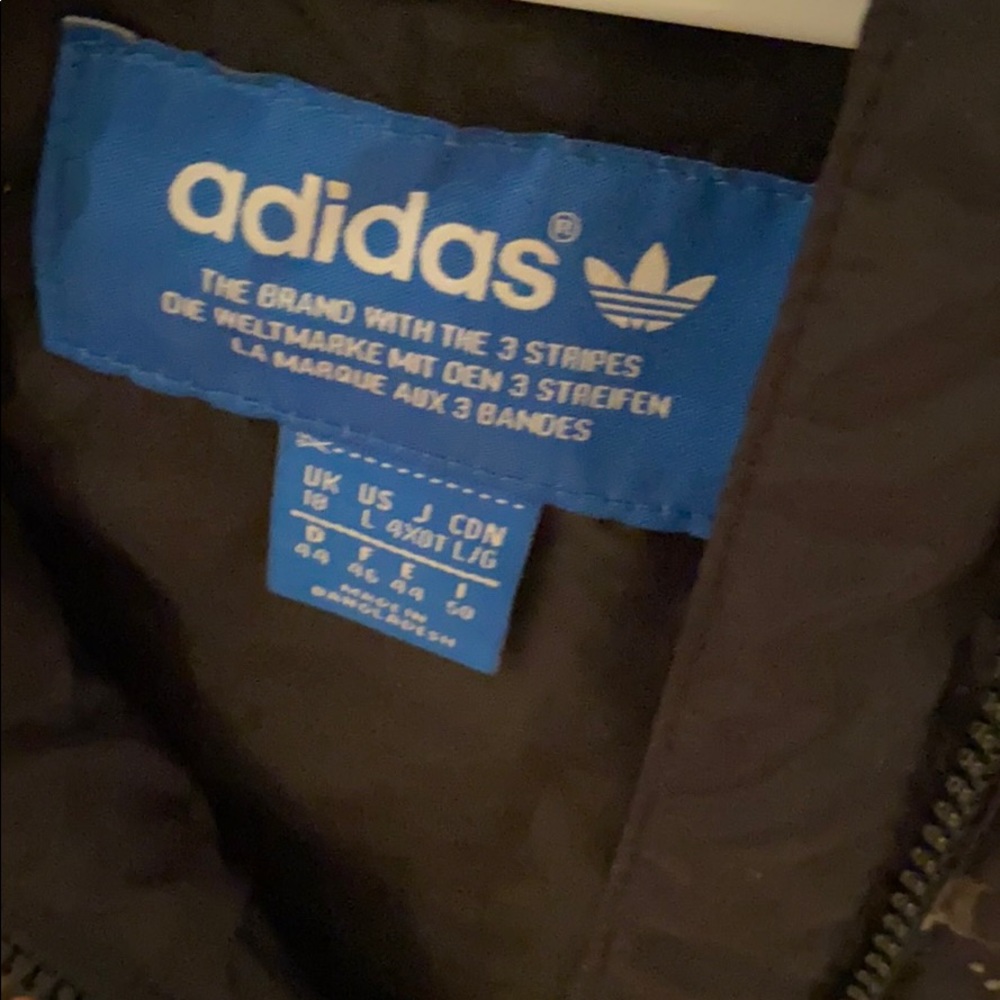 adidas®
THE BRAND WITH THE 3 STRIPES
DIE WELTMARKE MIT DEN 3 STREIFEN
LA MARQUE AUX 3 BANDES
UK US J CDN
18 L 4XOT L/G
D F E I
44 46 44 50
MADE IN
BANGLADESH